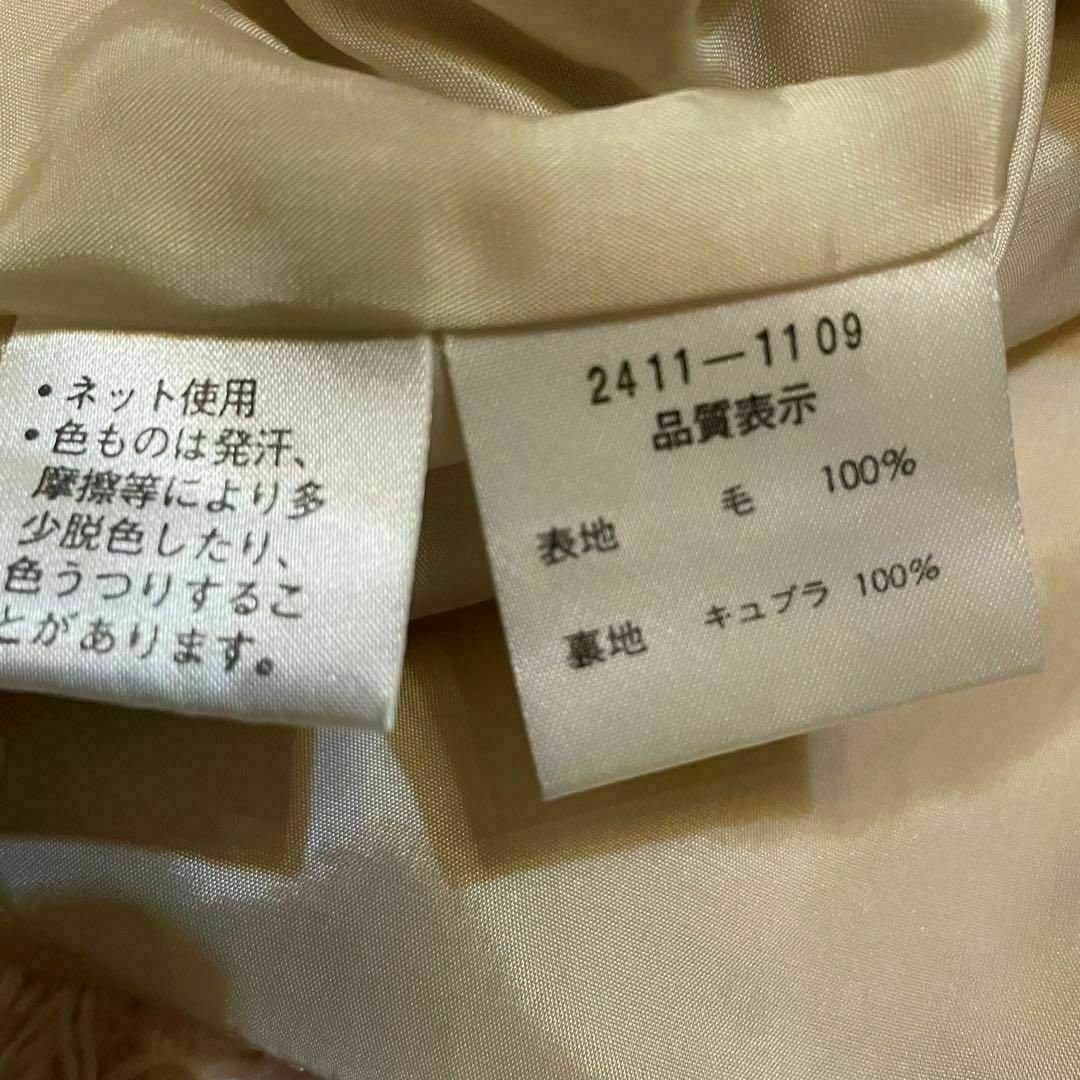 ・ネット使用
・色ものは発汗、
摩擦等により多
少脱色したり、
色うつりするこ
とがあります。
2411-1109
品質表示
表地 毛 100%
裏地 キュプラ 100%